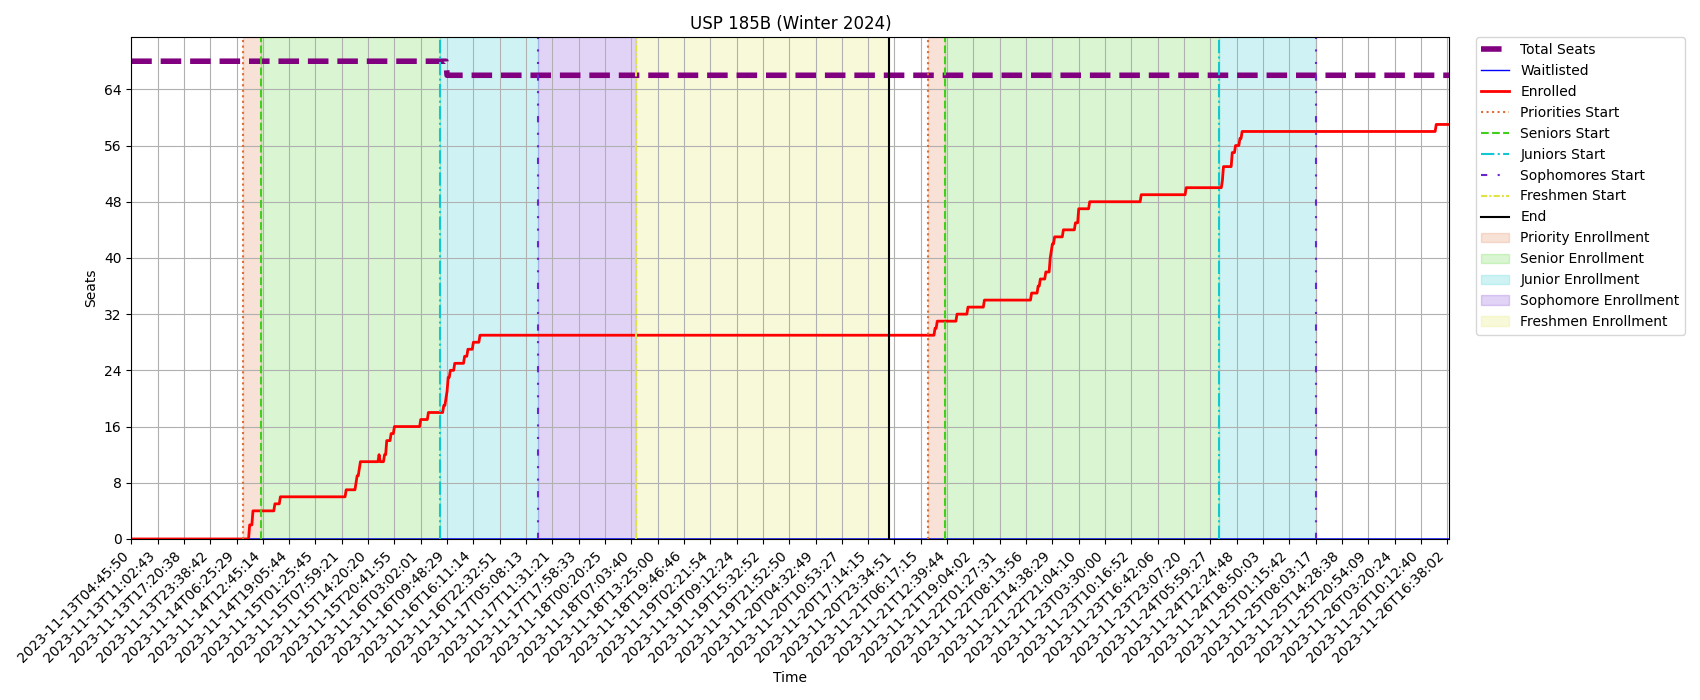 USP 185B (Winter 2024)
Total Seats
Waitlisted
Enrolled
Priorities Start
Seniors Start
Juniors Start
Sophomores Start
Freshmen Start
End
Priority Enrollment
Senior Enrollment
Junior Enrollment
Sophomore Enrollment
Freshmen Enrollment
Seats
64
56
48
40
32
24
16
8
0
2023-11-13T04:45:50
2023-11-13T11:02:43
2023-11-13T17:20:38
2023-11-13T23:38:42
2023-11-14T06:25:29
2023-11-14T12:45:14
2023-11-14T19:05:44
2023-11-15T01:25:45
2023-11-15T07:59:21
2023-11-15T14:20:20
2023-11-15T20:41:55
2023-11-16T03:02:01
2023-11-16T09:48:29
2023-11-16T16:11:14
2023-11-16T22:32:51
2023-11-17T05:08:13
2023-11-17T11:31:21
2023-11-17T17:58:33
2023-11-18T00:20:25
2023-11-18T07:03:40
2023-11-18T13:25:00
2023-11-18T19:46:46
2023-11-19T02:21:54
2023-11-19T09:12:24
2023-11-19T15:32:52
2023-11-19T21:52:50
2023-11-20T04:32:49
2023-11-20T10:53:27
2023-11-20T17:14:15
2023-11-20T23:34:51
2023-11-21T06:17:15
2023-11-21T12:39:44
2023-11-21T19:04:02
2023-11-22T01:27:31
2023-11-22T08:13:56
2023-11-22T14:38:29
2023-11-22T21:04:10
2023-11-23T03:30:00
2023-11-23T10:16:52
2023-11-23T16:42:06
2023-11-23T23:07:20
2023-11-24T05:59:27
2023-11-24T12:24:48
2023-11-24T18:50:03
2023-11-25T01:15:42
2023-11-25T08:03:17
2023-11-25T14:28:38
2023-11-25T20:54:09
2023-11-26T03:20:24
2023-11-26T10:12:40
2023-11-26T16:38:02
Time